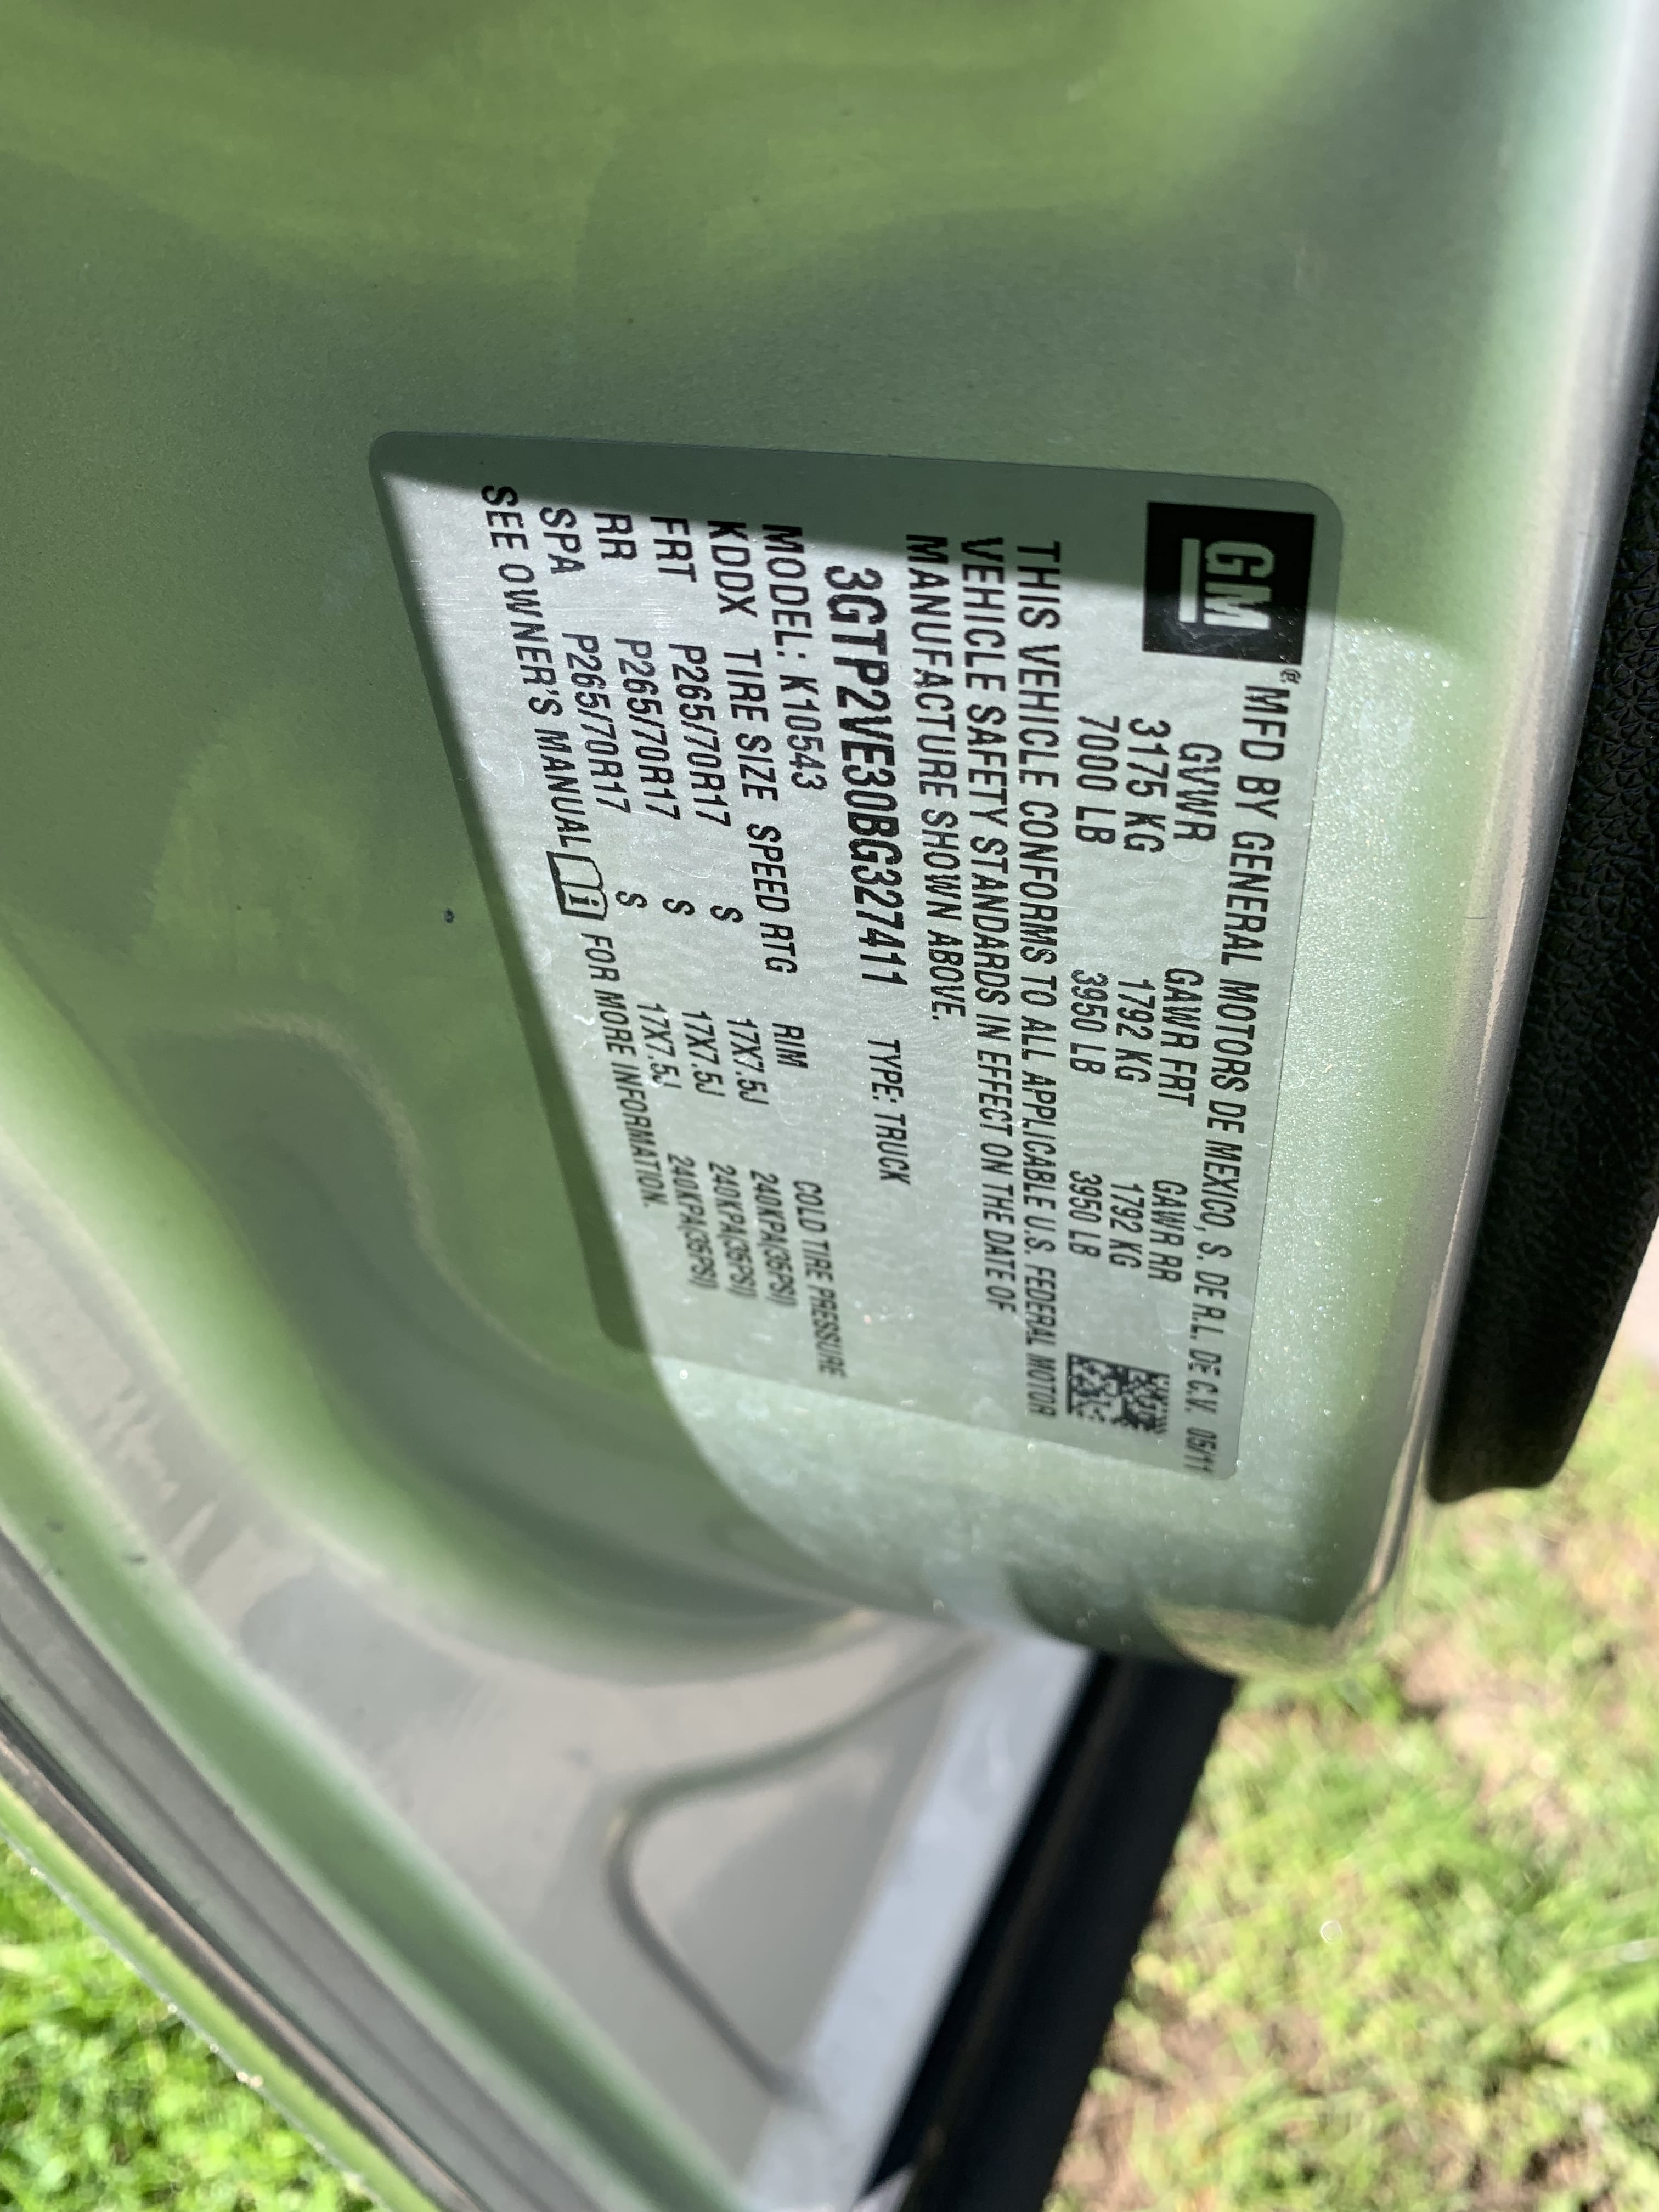 GM
® MFD BY GENERAL MOTORS DE MEXICO, S. DE R.L. DE C.V. 05/11
GVWR GAWR FRT GAWR RR
3175 KG 1792 KG 1792 KG
7000 LB 3950 LB 3950 LB
THIS VEHICLE CONFORMS TO ALL APPLICABLE U.S. FEDERAL MOTOR
VEHICLE SAFETY STANDARDS IN EFFECT ON THE DATE OF
MANUFACTURE SHOWN ABOVE.
3GTP2VE30BG327411 TYPE: TRUCK
MODEL: K10543
KDDX TIRE SIZE SPEED RTG RIM COLD TIRE PRESSURE
FRT P265/70R17 S 17X7.5J 240KPA(35PSI)
RR P265/70R17 S 17X7.5J 240KPA(35PSI)
SPA P265/70R17 S 17X7.5J 240KPA(35PSI)
SEE OWNER'S MANUAL i FOR MORE INFORMATION.